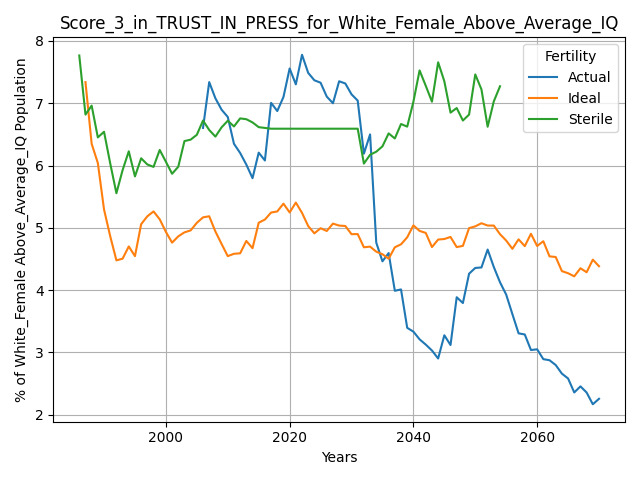 Score_3_in_TRUST_IN_PRESS_for_White_Female_Above_Average_IQ
% of White_Female Above_Average_IQ Population
8
7
6
5
4
3
2
Fertility
Actual
Ideal
Sterile
2000
2020
2040
2060
Years